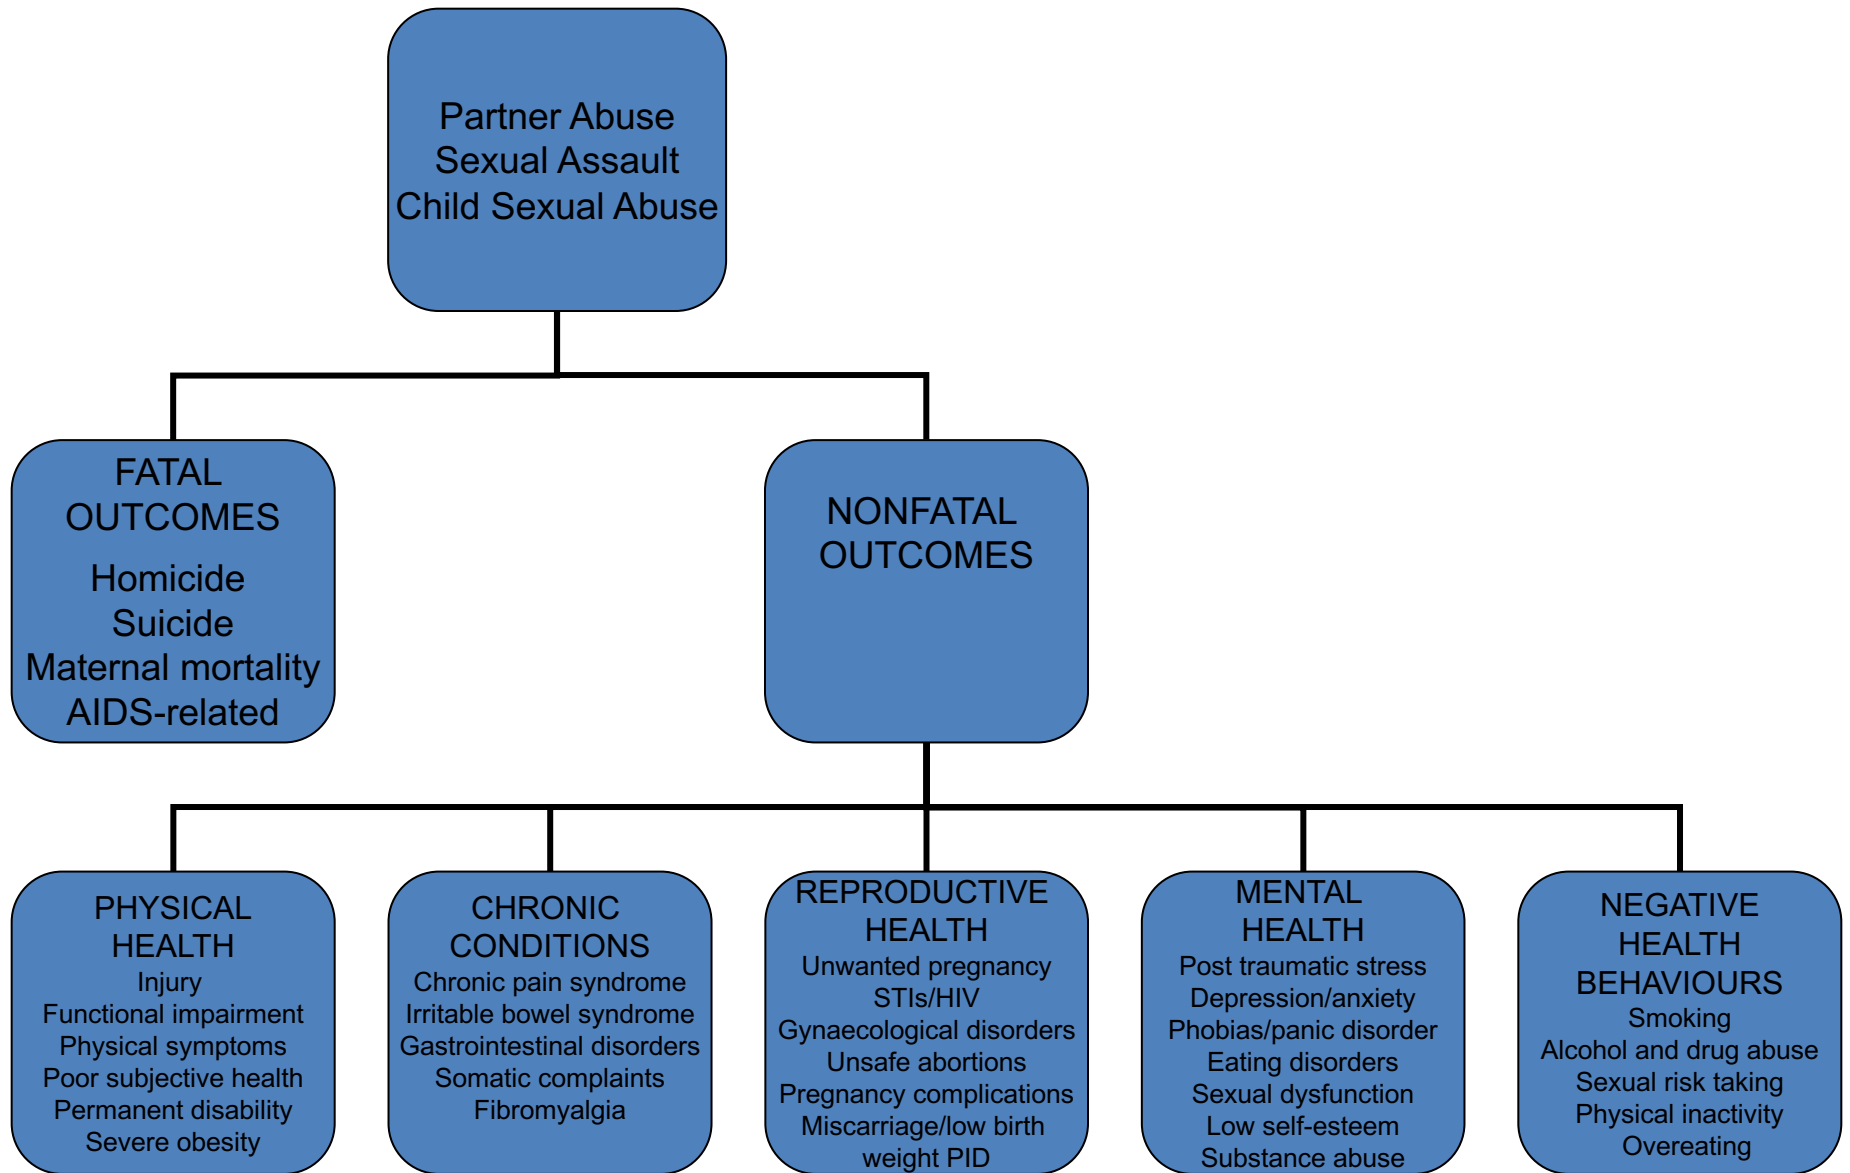 Partner Abuse
Sexual Assault
Child Sexual Abuse
FATAL
OUTCOMES
Homicide
Suicide
Maternal mortality
AIDS-related
NONFATAL
OUTCOMES
PHYSICAL
HEALTH
Injury
Functional impairment
Physical symptoms
Poor subjective health
Permanent disability
Severe obesity
CHRONIC
CONDITIONS
Chronic pain syndrome
Irritable bowel syndrome
Gastrointestinal disorders
Somatic complaints
Fibromyalgia
REPRODUCTIVE
HEALTH
Unwanted pregnancy
STIs/HIV
Gynaecological disorders
Unsafe abortions
Pregnancy complications
Miscarriage/low birth
weight PID
MENTAL
HEALTH
Post traumatic stress
Depression/anxiety
Phobias/panic disorder
Eating disorders
Sexual dysfunction
Low self-esteem
Substance abuse
NEGATIVE
HEALTH
BEHAVIOURS
Smoking
Alcohol and drug abuse
Sexual risk taking
Physical inactivity
Overeating